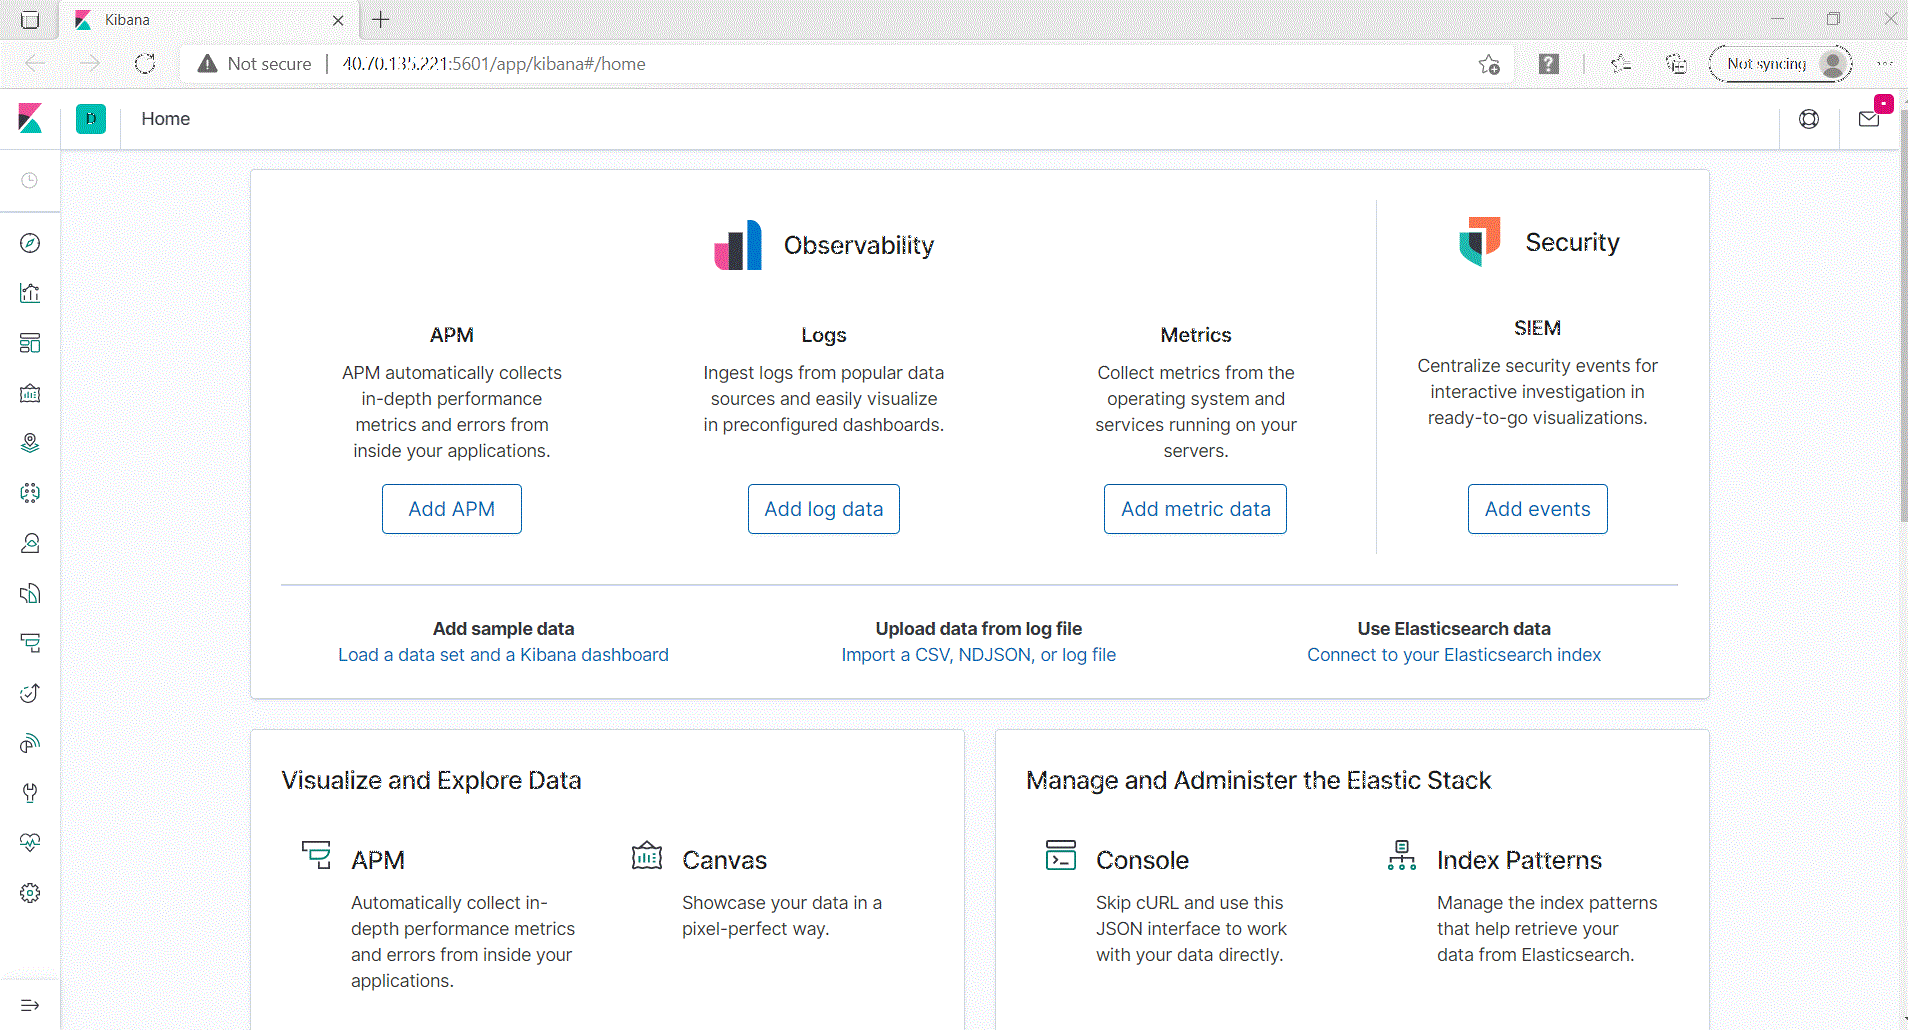 Kibana
Not secure
40.70.135.221:5601/app/kibana#/home
Not syncing
D
Home
Observability
Security
APM
APM automatically collects
in-depth performance
metrics and errors from
inside your applications.
Add APM
Logs
Ingest logs from popular data
sources and easily visualize
in preconfigured dashboards.
Add log data
Metrics
Collect metrics from the
operating system and
services running on your
servers.
Add metric data
SIEM
Centralize security events for
interactive investigation in
ready-to-go visualizations.
Add events
Add sample data
Load a data set and a Kibana dashboard
Upload data from log file
Import a CSV, NDJSON, or log file
Use Elasticsearch data
Connect to your Elasticsearch index
Visualize and Explore Data
APM
Automatically collect in-
depth performance metrics
and errors from inside your
applications.
Canvas
Showcase your data in a
pixel-perfect way.
Manage and Administer the Elastic Stack
Console
Skip cURL and use this
JSON interface to work
with your data directly.
Index Patterns
Manage the index patterns
that help retrieve your
data from Elasticsearch.